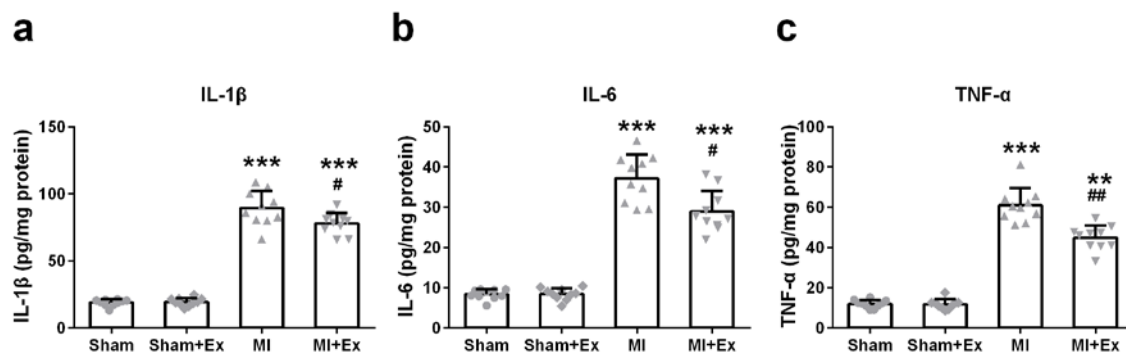 a
b
c
IL-1β
IL-6
TNF-α
IL-1β (pg/mg protein)
150
100
50
0
***
***
#
Sham
Sham+Ex
MI
MI+Ex
IL-6 (pg/mg protein)
50
40
30
20
10
0
***
***
#
Sham
Sham+Ex
MI
MI+Ex
TNF-α (pg/mg protein)
100
80
60
40
20
0
***
**
##
Sham
Sham+Ex
MI
MI+Ex